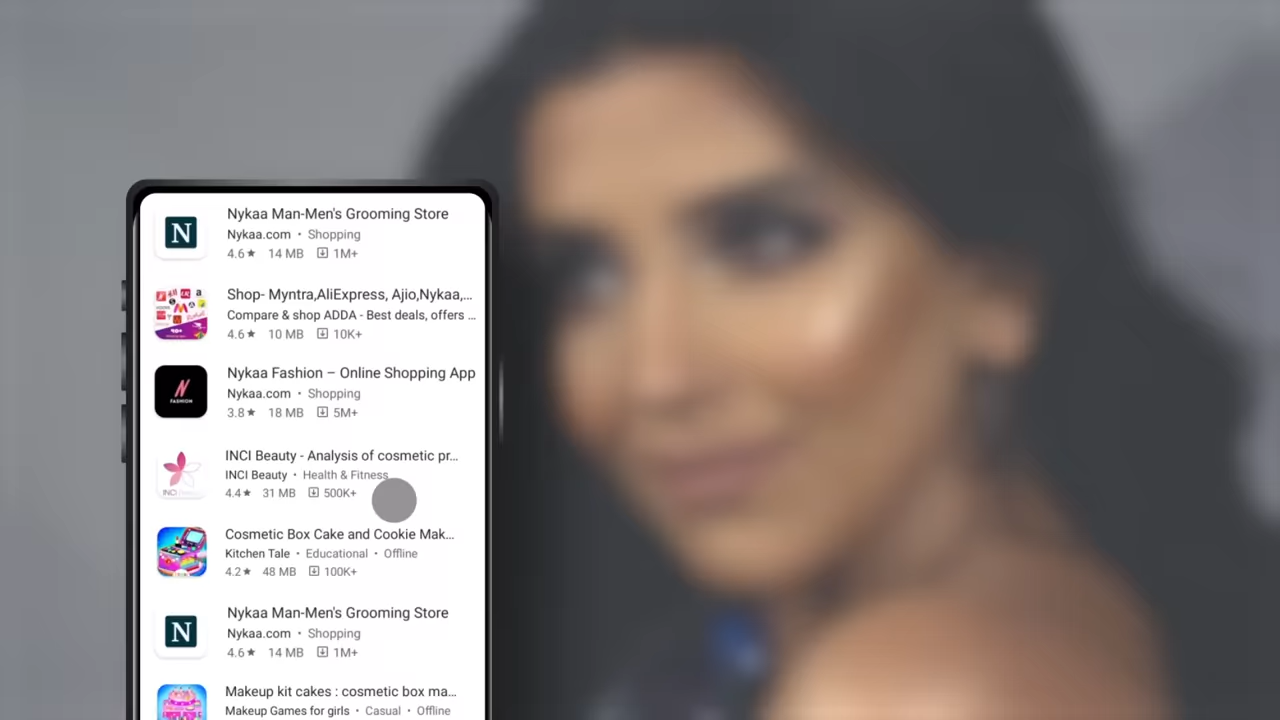 N
Nykaa Man-Men's Grooming Store
Nykaa.com • Shopping
4.6★ 14 MB 1M+
Shop- Myntra,AliExpress, Ajio,Nykaa,...
Compare & shop ADDA - Best deals, offers ...
4.6★ 10 MB 10K+
N
FASHION
Nykaa Fashion – Online Shopping App
Nykaa.com • Shopping
3.8★ 18 MB 5M+
INCI
INCI Beauty - Analysis of cosmetic pr...
INCI Beauty • Health & Fitness
4.4★ 31 MB 500K+
Cosmetic Box Cake and Cookie Mak...
Kitchen Tale • Educational • Offline
4.2★ 48 MB 100K+
N
Nykaa Man-Men's Grooming Store
Nykaa.com • Shopping
4.6★ 14 MB 1M+
Makeup kit cakes : cosmetic box ma...
Makeup Games for girls • Casual • Offline